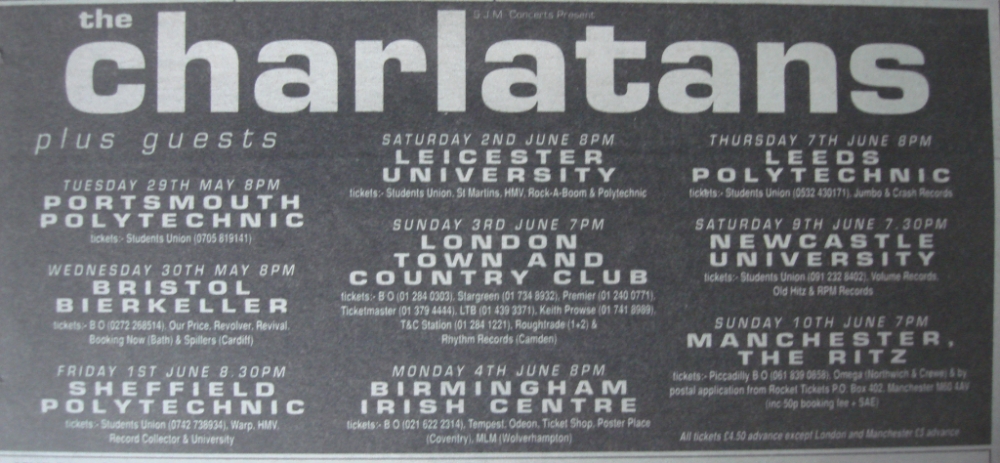 S.J.M. Concerts Present
the
charlatans
plus guests
TUESDAY 29TH MAY 8PM
PORTSMOUTH
POLYTECHNIC
tickets:- Students Union (0705 819141)
WEDNESDAY 30TH MAY 8PM
BRISTOL
BIERKELLER
tickets:- B O (0272 268514), Our Price, Revolver, Revival,
Booking Now (Bath) & Spillers (Cardiff)
FRIDAY 1ST JUNE 8.30PM
SHEFFIELD
POLYTECHNIC
tickets:- Students Union (0742 738934), Warp, HMV,
Record Collector & University
SATURDAY 2ND JUNE 8PM
LEICESTER
UNIVERSITY
tickets:- Students Union, St Martins, HMV, Rock-A-Boom & Polytechnic
SUNDAY 3RD JUNE 7PM
LONDON
TOWN AND
COUNTRY CLUB
tickets:- B O (01 284 0303), Stargreen (01 734 8932), Premier (01 240 0771),
Ticketmaster (01 379 4444), LTB (01 439 3371), Keith Prowse (01 741 8989),
T&C Station (01 284 1221), Roughtrade (1+2) &
Rhythm Records (Camden)
MONDAY 4TH JUNE 8PM
BIRMINGHAM
IRISH CENTRE
tickets:- B O (021 622 2314), Tempest, Odeon, Ticket Shop, Poster Place
(Coventry), MLM (Wolverhampton)
THURSDAY 7TH JUNE 8PM
LEEDS
POLYTECHNIC
tickets:- Students Union (0532 430171), Jumbo & Crash Records
SATURDAY 9TH JUNE 7.30PM
NEWCASTLE
UNIVERSITY
tickets:- Students Union (091 232 8402), Volume Records,
Old Hitz & RPM Records
SUNDAY 10TH JUNE 7PM
MANCHESTER,
THE RITZ
tickets:- Piccadilly B O (061 839 0858), Omega (Northwich & Crewe) & by
postal application from Rocket Tickets P.O. Box 402, Manchester M60 4AV
(inc 50p booking fee + SAE)
All tickets £4.50 advance except London and Manchester £5 advance